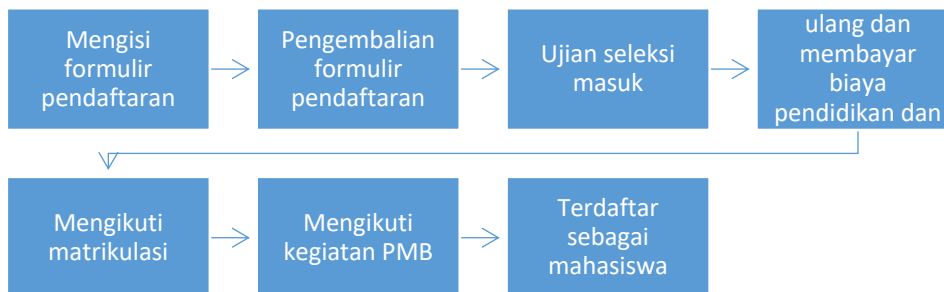 Mengisi
formulir
pendaftaran
Pengembalian
formulir
pendaftaran
Ujian seleksi
masuk
ulang dan
membayar
biaya
pendidikan dan
Mengikuti
matrikulasi
Mengikuti
kegiatan PMB
Terdaftar
sebagai
mahasiswa